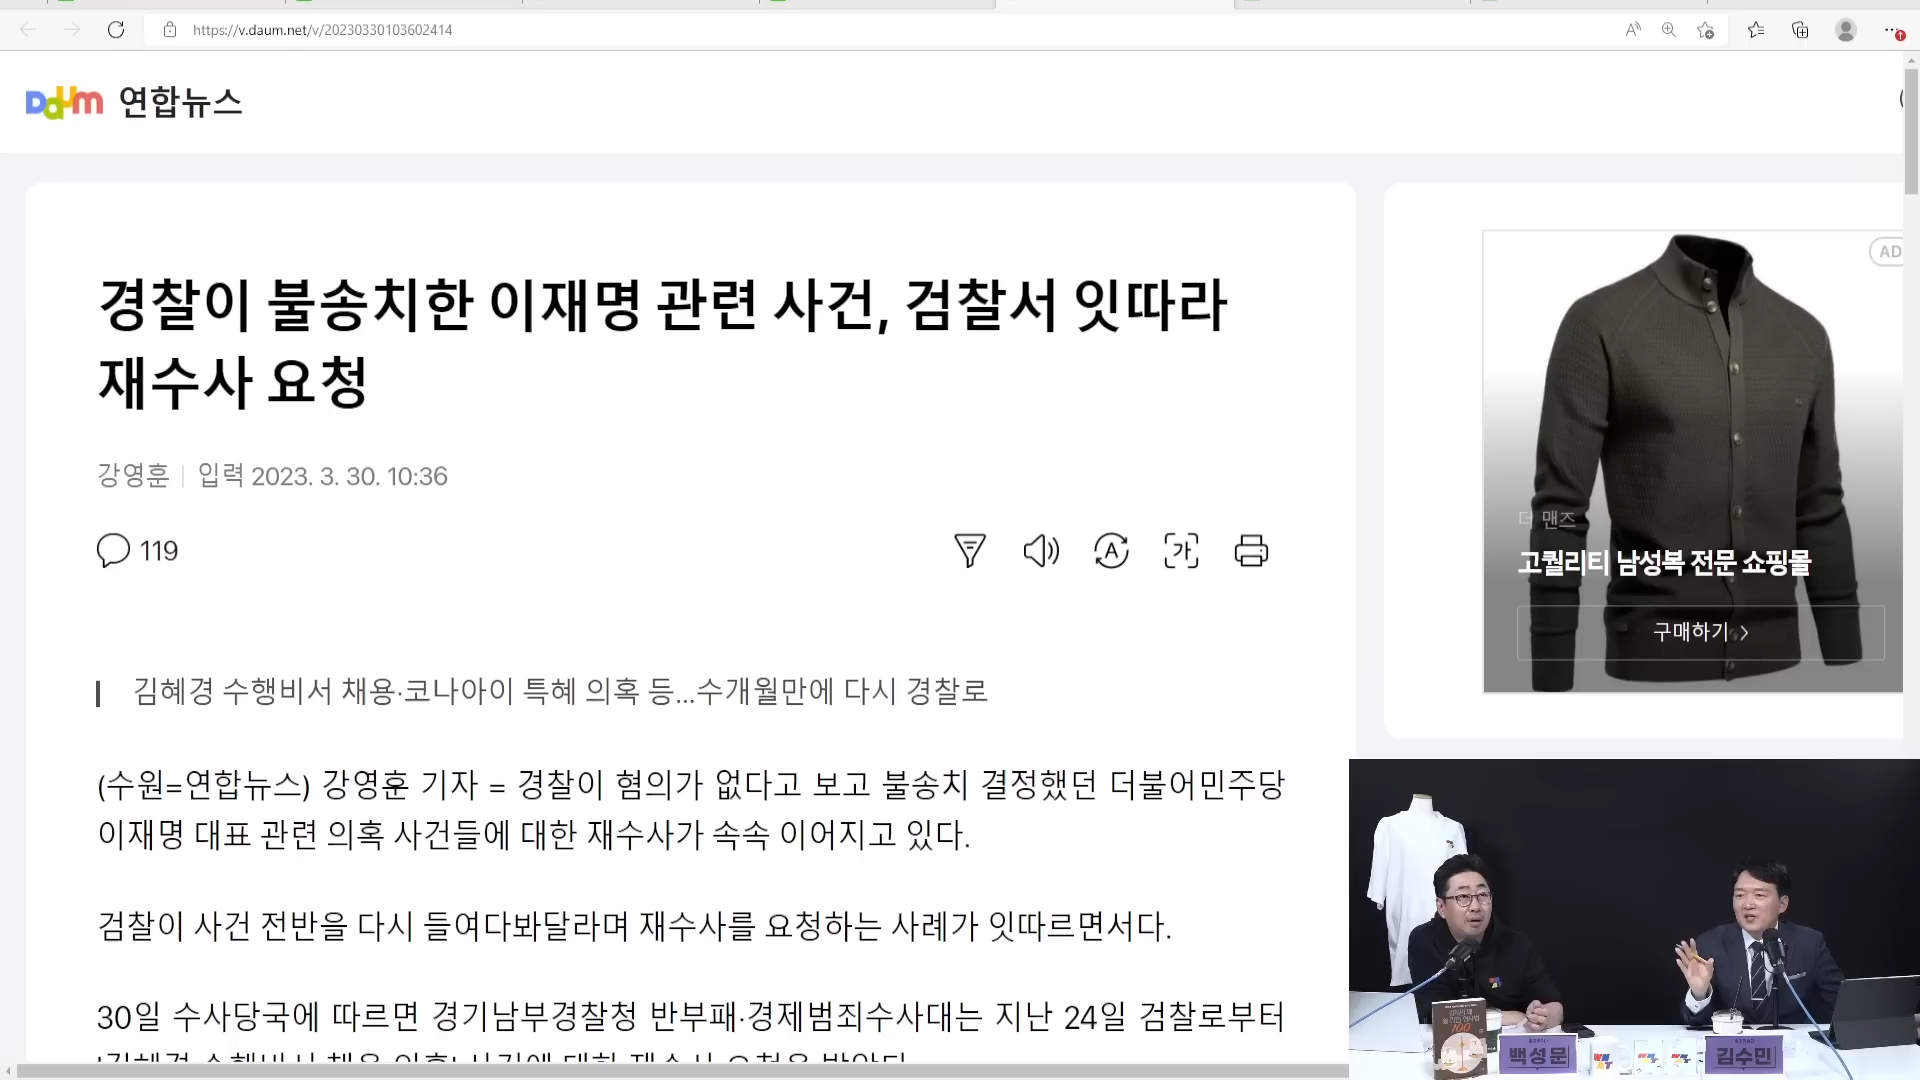 https://v.daum.net/v/20230330103602414
Daum 연합뉴스
경찰이 불송치한 이재명 관련 사건, 검찰서 잇따라
재수사 요청
강영훈 입력 2023. 3. 30. 10:36
119
가
김혜경 수행비서 채용·코나아이 특혜 의혹 등...수개월만에 다시 경찰로
(수원=연합뉴스) 강영훈 기자 = 경찰이 혐의가 없다고 보고 불송치 결정했던 더불어민주당
이재명 대표 관련 의혹 사건들에 대한 재수사가 속속 이어지고 있다.
검찰이 사건 전반을 다시 들여다봐달라며 재수사를 요청하는 사례가 잇따르면서다.
30일 수사당국에 따르면 경기남부경찰청 반부패·경제범죄수사대는 지난 24일 검찰로부터
AD
더 맨즈
고퀄리티 남성복 전문 쇼핑몰
구매하기
100
백성문
김수민